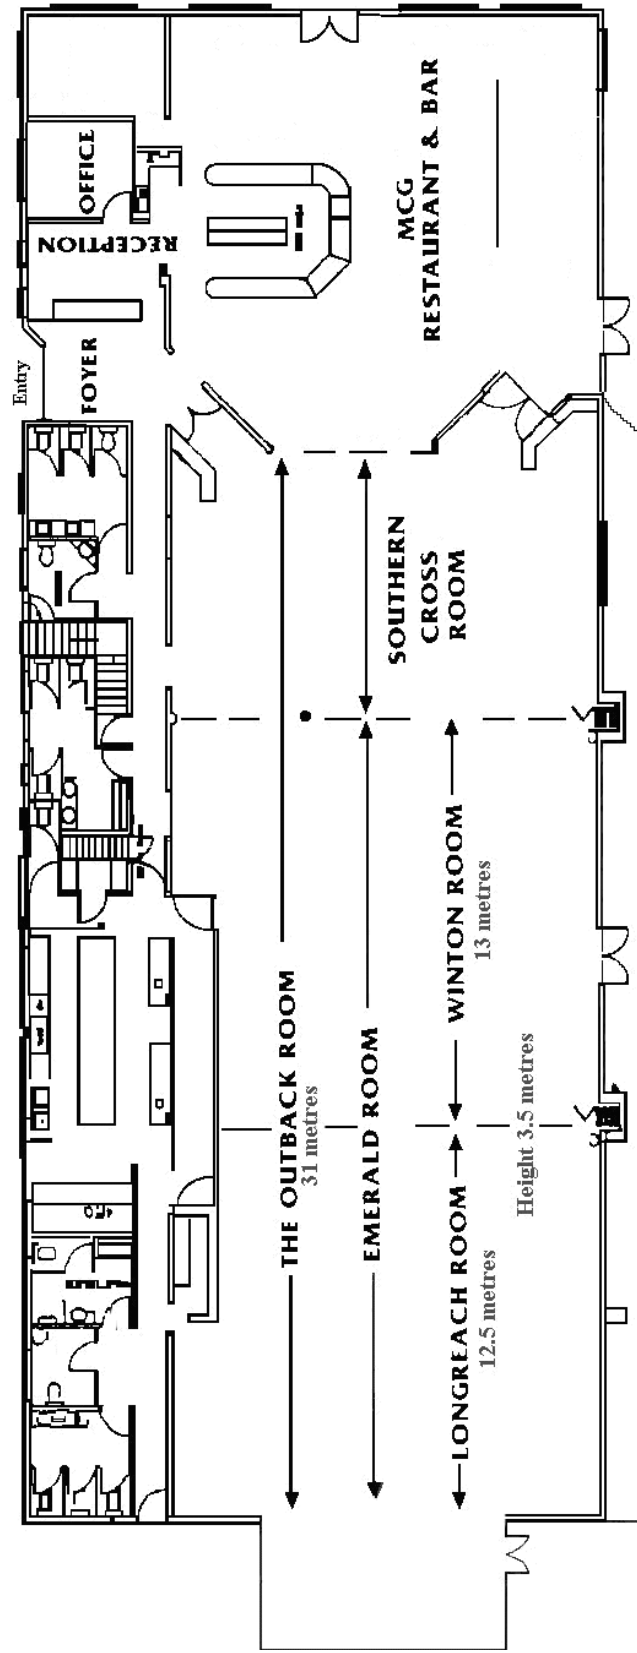 OFFICE
RECEPTION
FOYER
Entry
MCG
RESTAURANT & BAR
SOUTHERN
CROSS
ROOM
THE OUTBACK ROOM
31 metres
EMERALD ROOM
WINTON ROOM
13 metres
Height 3.5 metres
LONGREACH ROOM
12.5 metres